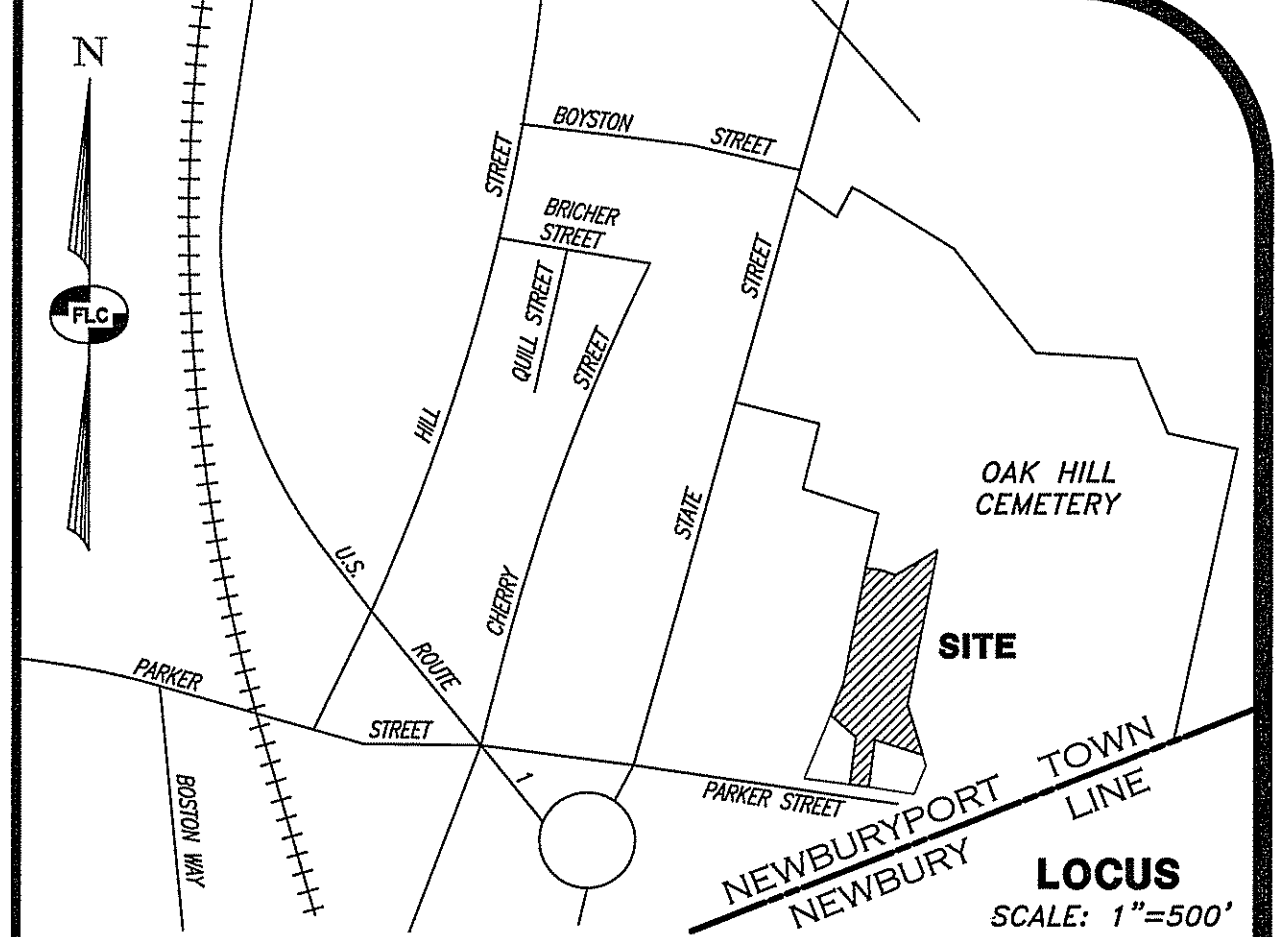 N
BOYSTON STREET
STREET
BRICHER
STREET
FLC
QUILL STREET
STREET
STREET
HILL
OAK HILL
CEMETERY
STATE
U.S.
CHERRY
SITE
ROUTE
PARKER
STREET
1
BOSTON WAY
PARKER STREET
NEWBURYPORT TOWN
NEWBURY LINE
LOCUS
SCALE: 1"=500'